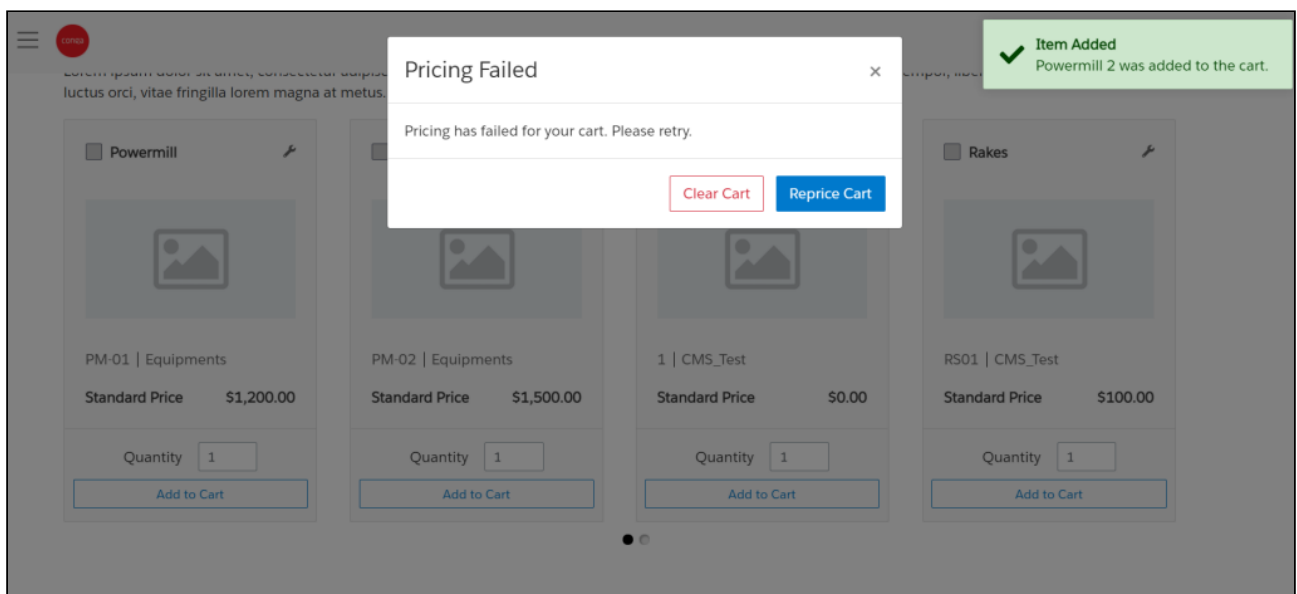 conga
Item Added
Powermill 2 was added to the cart.
Pricing Failed
×
Pricing has failed for your cart. Please retry.
Clear Cart
Reprice Cart
luctus orci, vitae fringilla lorem magna at metus.
Powermill
Rakes
PM-01 | Equipments
PM-02 | Equipments
1 | CMS_Test
RS01 | CMS_Test
Standard Price $1,200.00
Standard Price $1,500.00
Standard Price $0.00
Standard Price $100.00
Quantity 1
Quantity 1
Quantity 1
Quantity 1
Add to Cart
Add to Cart
Add to Cart
Add to Cart